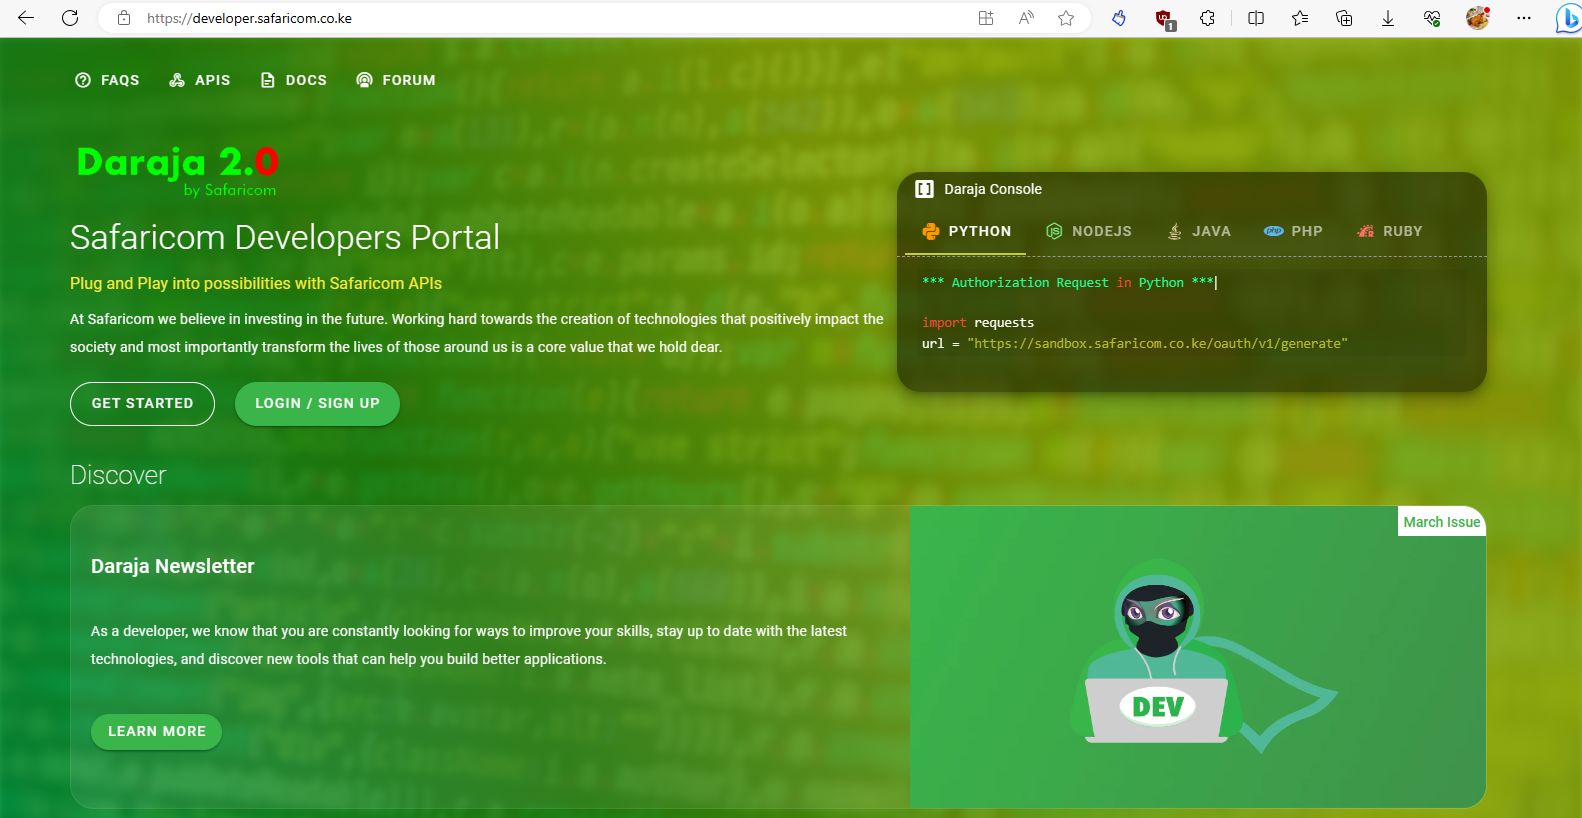 https://developer.safaricom.co.ke
1
FAQS APIS DOCS FORUM
Daraja 2.0
by Safaricom
Safaricom Developers Portal
Plug and Play into possibilities with Safaricom APIs
At Safaricom we believe in investing in the future. Working hard towards the creation of technologies that positively impact the
society and most importantly transform the lives of those around us is a core value that we hold dear.
GET STARTED LOGIN / SIGN UP
Daraja Console
PYTHON NODEJS JAVA PHP RUBY
*** Authorization Request in Python ***
import requests
url = "https://sandbox.safaricom.co.ke/oauth/v1/generate"
Discover
Daraja Newsletter
As a developer, we know that you are constantly looking for ways to improve your skills, stay up to date with the latest
technologies, and discover new tools that can help you build better applications.
LEARN MORE
March Issue
DEV